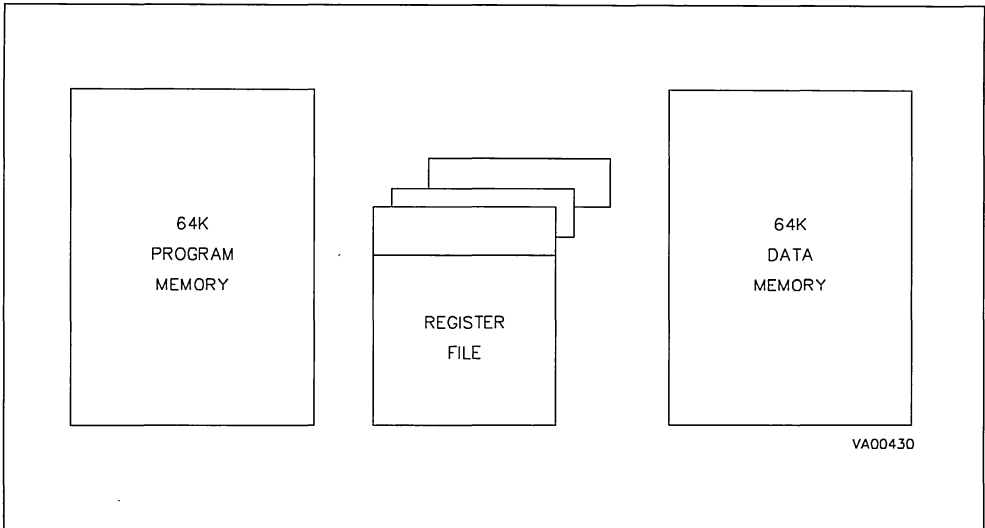 64K
PROGRAM
MEMORY
REGISTER
FILE
64K
DATA
MEMORY
VA00430